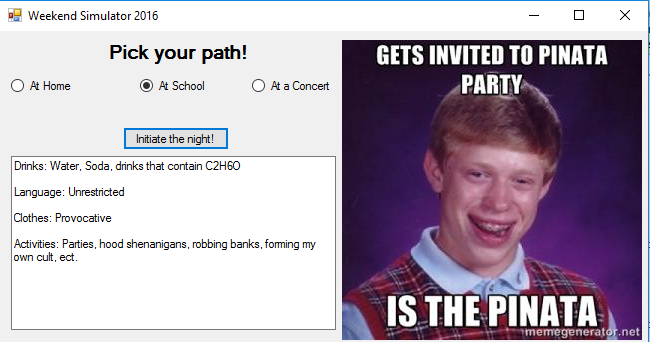 Weekend Simulator 2016
Pick your path!
At Home
At School
At a Concert
Initiate the night!
Drinks: Water, Soda, drinks that contain C2H6O
Language: Unrestricted
Clothes: Provocative
Activities: Parties, hood shenanigans, robbing banks, forming my
own cult, ect.
GETS INVITED TO PINATA
PARTY
IS THE PINATA
memegenerator.net